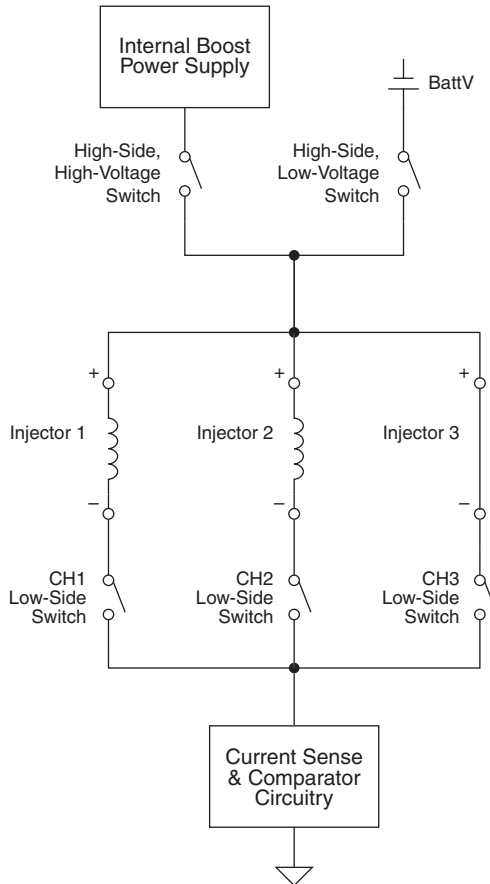 Internal Boost
Power Supply
BattV
High-Side,
High-Voltage
Switch
High-Side,
Low-Voltage
Switch
+
+
+
Injector 1
Injector 2
Injector 3
–
–
–
CH1
Low-Side
Switch
CH2
Low-Side
Switch
CH3
Low-Side
Switch
Current Sense
& Comparator
Circuitry